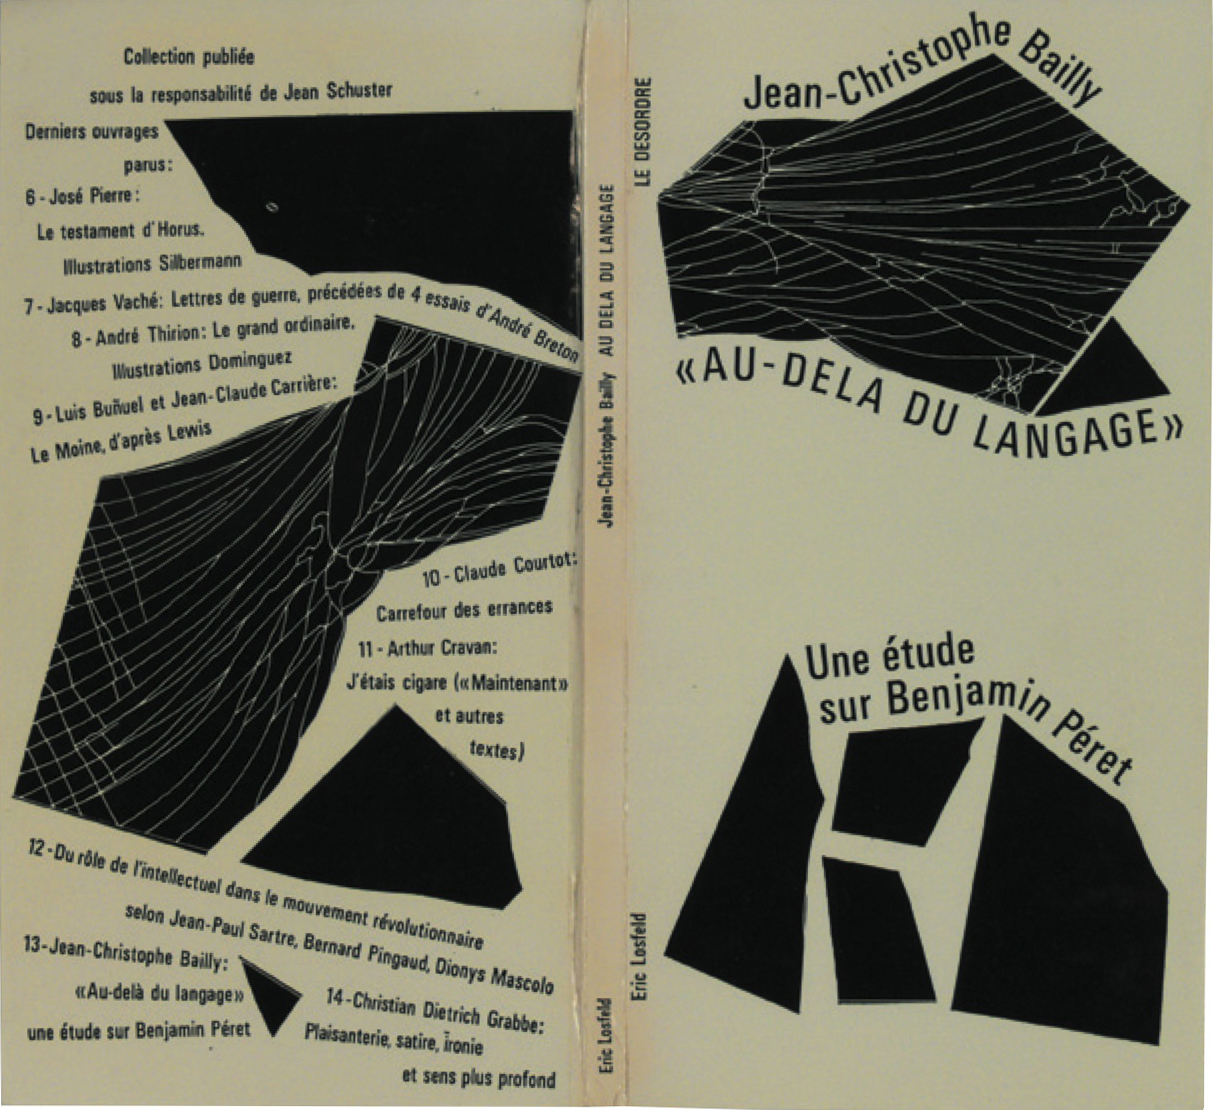 Collection publiée
sous la responsabilité de Jean Schuster
Derniers ouvrages
parus:
6 - José Pierre:
Le testament d'Horus.
Illustrations Silbermann
7 - Jacques Vaché: Lettres de guerre, précédées de 4 essais d'André Breton
8 - André Thirion: Le grand ordinaire.
Illustrations Dominguez
9 - Luis Buñuel et Jean-Claude Carrière:
Le Moine, d'après Lewis
10 - Claude Courtot:
Carrefour des errances
11 - Arthur Cravan:
J'étais cigare («Maintenant»
et autres
textes)
12 - Du rôle de l'intellectuel dans le mouvement révolutionnaire
selon Jean-Paul Sartre, Bernard Pingaud, Dionys Mascolo
13 - Jean-Christophe Bailly:
«Au-delà du langage»
une étude sur Benjamin Péret
14 - Christian Dietrich Grabbe:
Plaisanterie, satire, ironie
et sens plus profond
Jean-Christophe Bailly AU DELA DU LANGAGE
Eric Losfeld
LE DESORDRE
Eric Losfeld
Jean-Christophe Bailly
«AU-DELA DU LANGAGE»
Une étude
sur Benjamin Péret